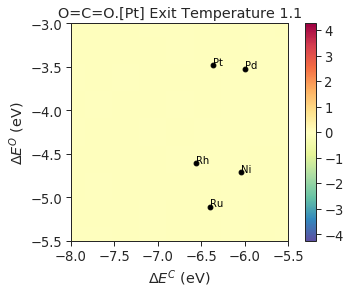 O=C=O.[Pt] Exit Temperature 1.1
−3.0
−3.5
−4.0
−4.5
−5.0
−5.5
ΔE^O (eV)
Pt
Pd
Rh
Ni
Ru
−8.0 −7.5 −7.0 −6.5 −6.0 −5.5
ΔE^C (eV)
4
3
2
1
0
−1
−2
−3
−4